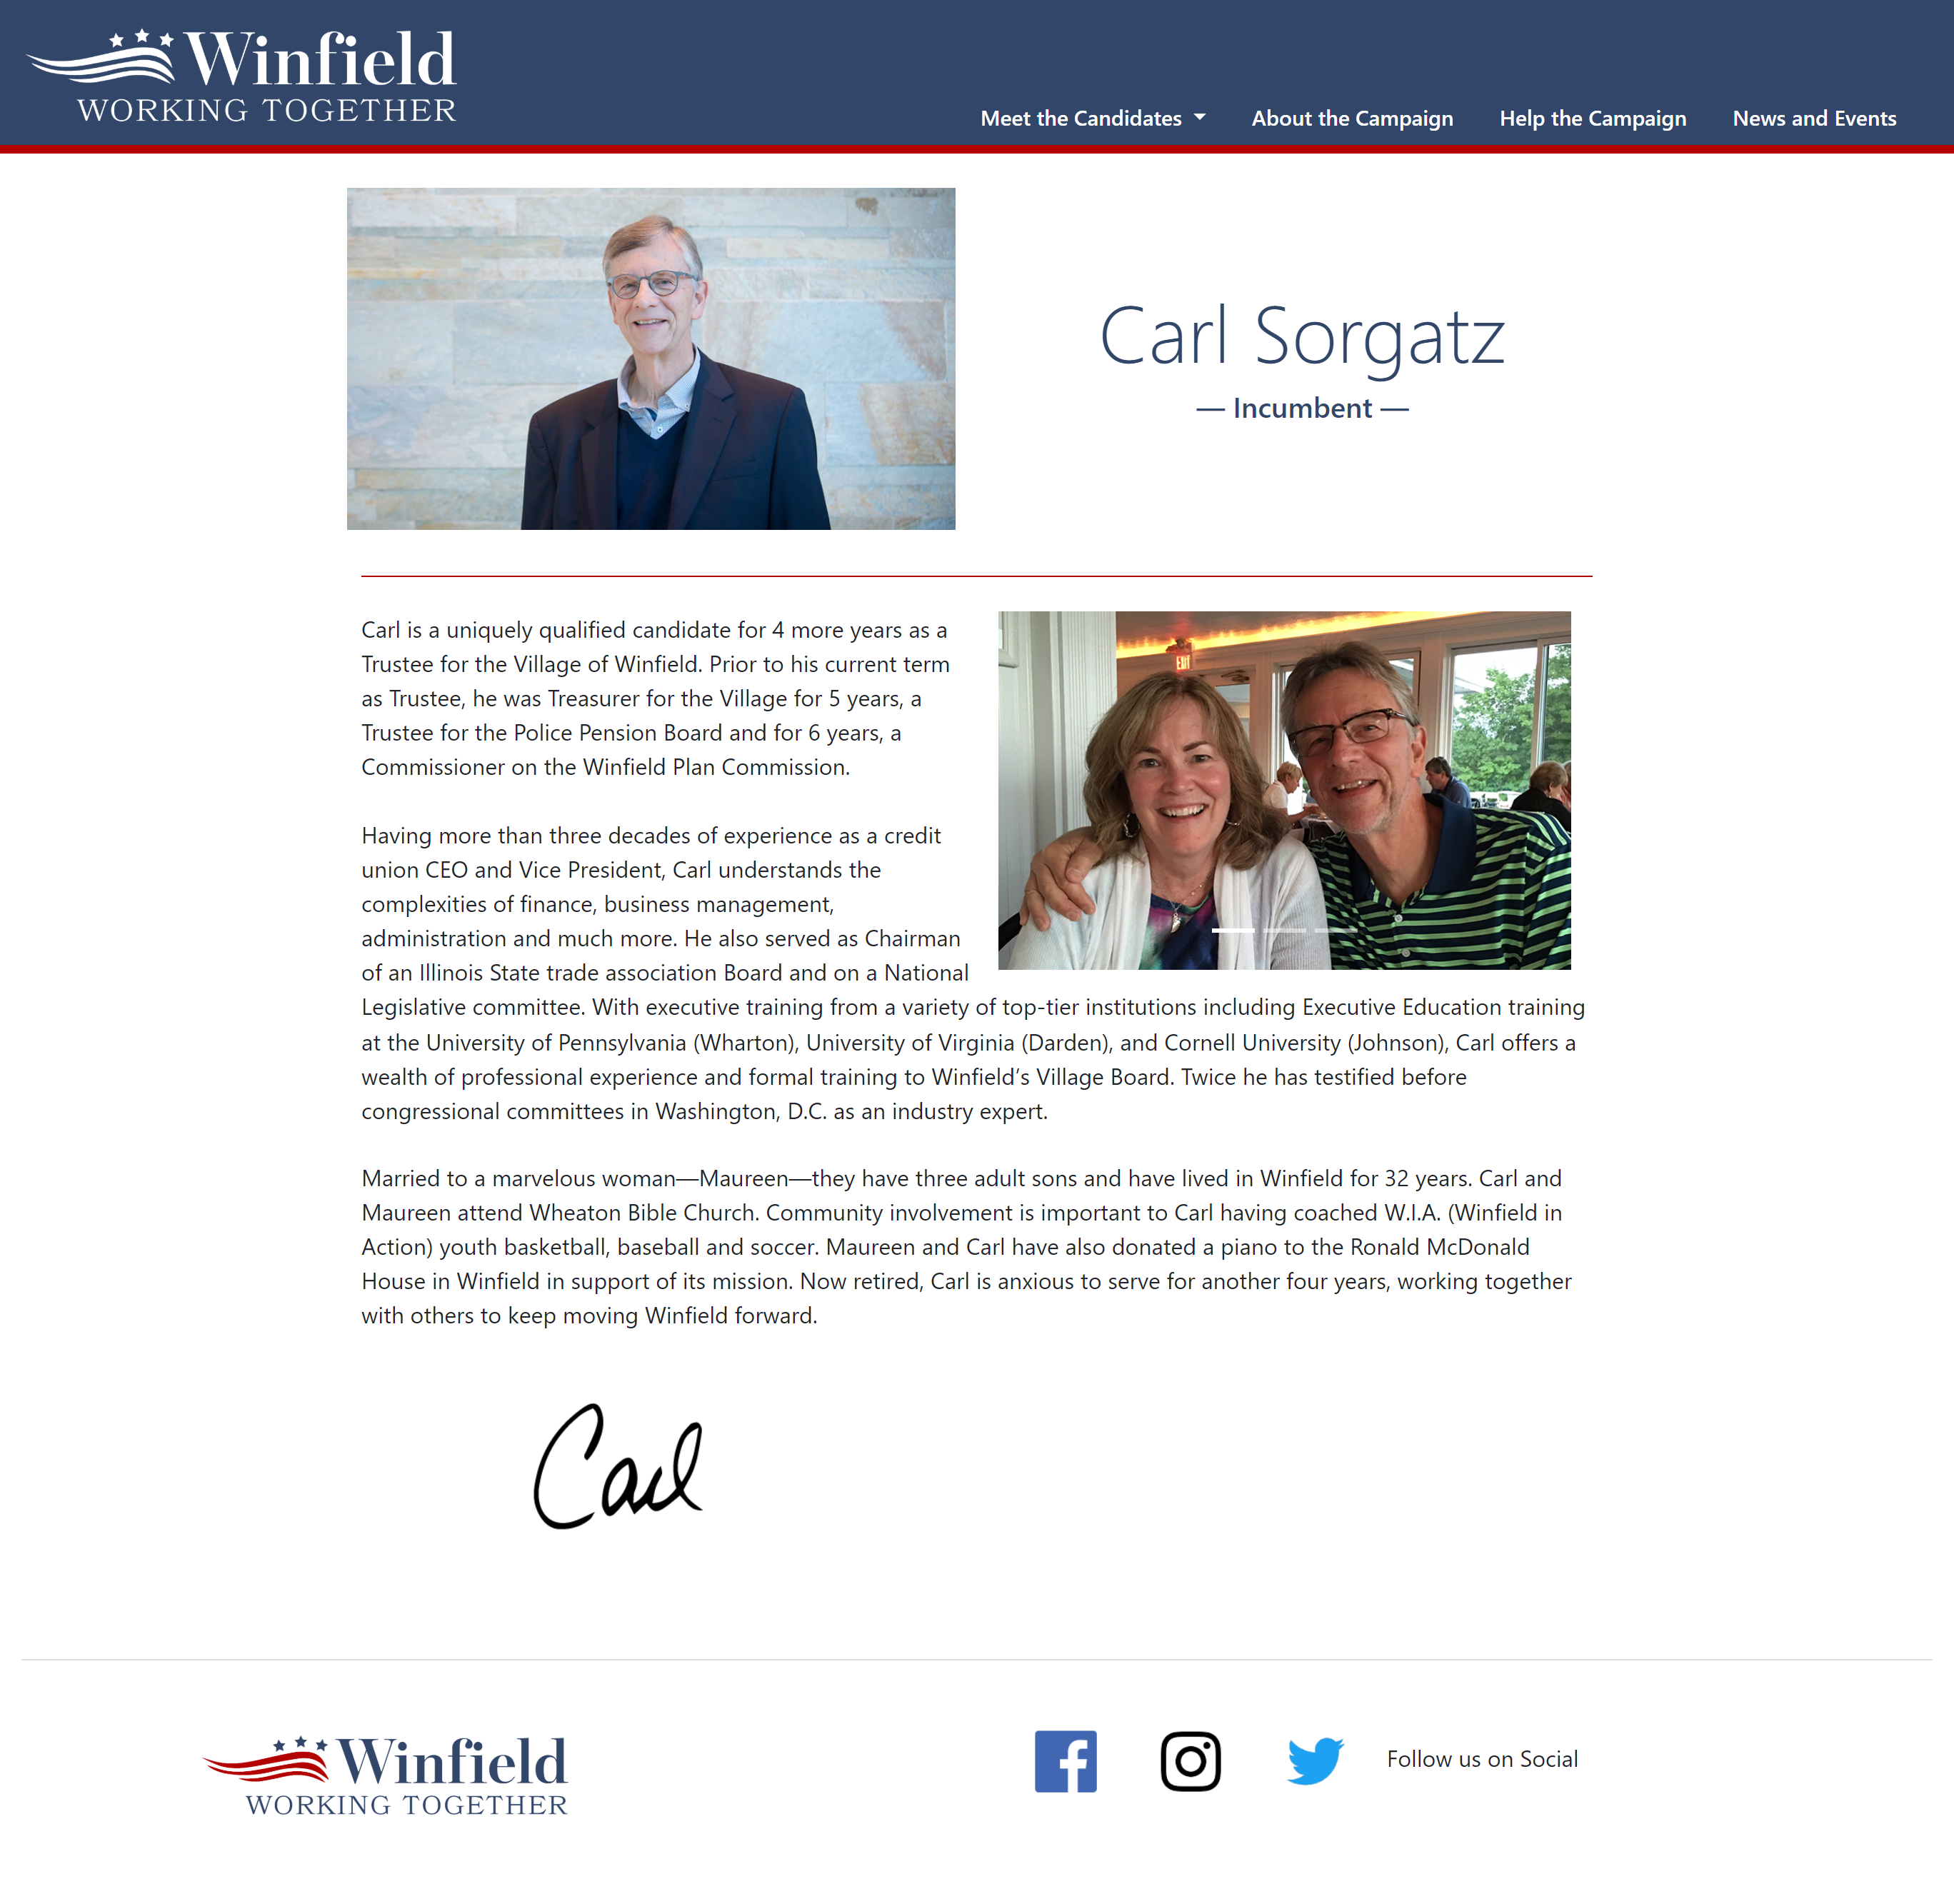 Winfield
WORKING TOGETHER
Meet the Candidates
About the Campaign
Help the Campaign
News and Events
Carl Sorgatz
— Incumbent —
EXIT
Carl is a uniquely qualified candidate for 4 more years as a
Trustee for the Village of Winfield. Prior to his current term
as Trustee, he was Treasurer for the Village for 5 years, a
Trustee for the Police Pension Board and for 6 years, a
Commissioner on the Winfield Plan Commission.
Having more than three decades of experience as a credit
union CEO and Vice President, Carl understands the
complexities of finance, business management,
administration and much more. He also served as Chairman
of an Illinois State trade association Board and on a National
Legislative committee. With executive training from a variety of top-tier institutions including Executive Education training
at the University of Pennsylvania (Wharton), University of Virginia (Darden), and Cornell University (Johnson), Carl offers a
wealth of professional experience and formal training to Winfield’s Village Board. Twice he has testified before
congressional committees in Washington, D.C. as an industry expert.
Married to a marvelous woman—Maureen—they have three adult sons and have lived in Winfield for 32 years. Carl and
Maureen attend Wheaton Bible Church. Community involvement is important to Carl having coached W.I.A. (Winfield in
Action) youth basketball, baseball and soccer. Maureen and Carl have also donated a piano to the Ronald McDonald
House in Winfield in support of its mission. Now retired, Carl is anxious to serve for another four years, working together
with others to keep moving Winfield forward.
Carl
Winfield
WORKING TOGETHER
Follow us on Social